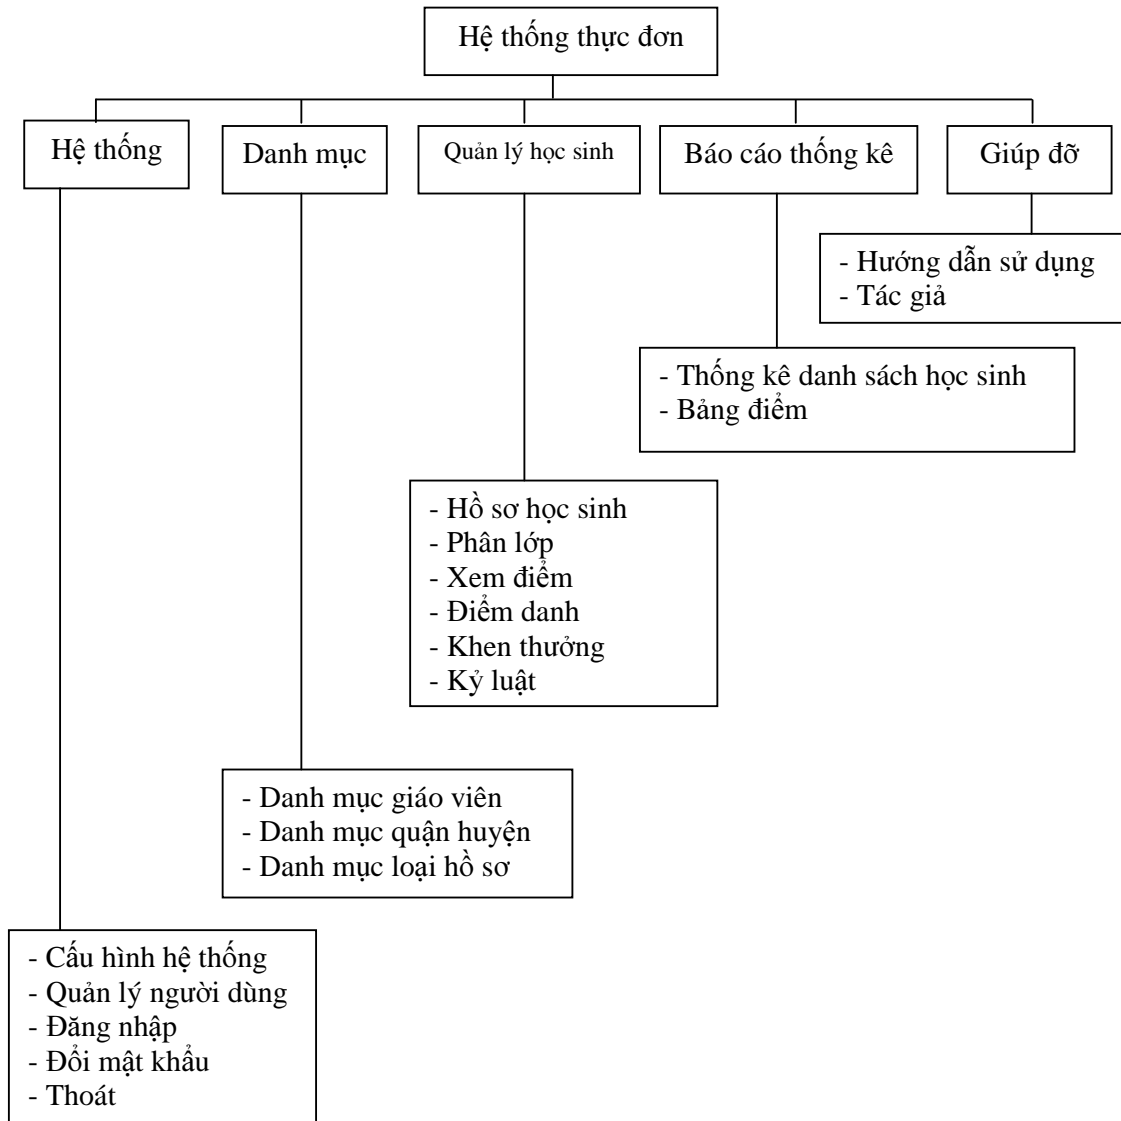 Hệ thống thực đơn
Hệ thống
Danh mục
Quản lý học sinh
Báo cáo thống kê
Giúp đỡ
- Hướng dẫn sử dụng
- Tác giả
- Thống kê danh sách học sinh
- Bảng điểm
- Hồ sơ học sinh
- Phân lớp
- Xem điểm
- Điểm danh
- Khen thưởng
- Kỷ luật
- Danh mục giáo viên
- Danh mục quận huyện
- Danh mục loại hồ sơ
- Cấu hình hệ thống
- Quản lý người dùng
- Đăng nhập
- Đổi mật khẩu
- Thoát